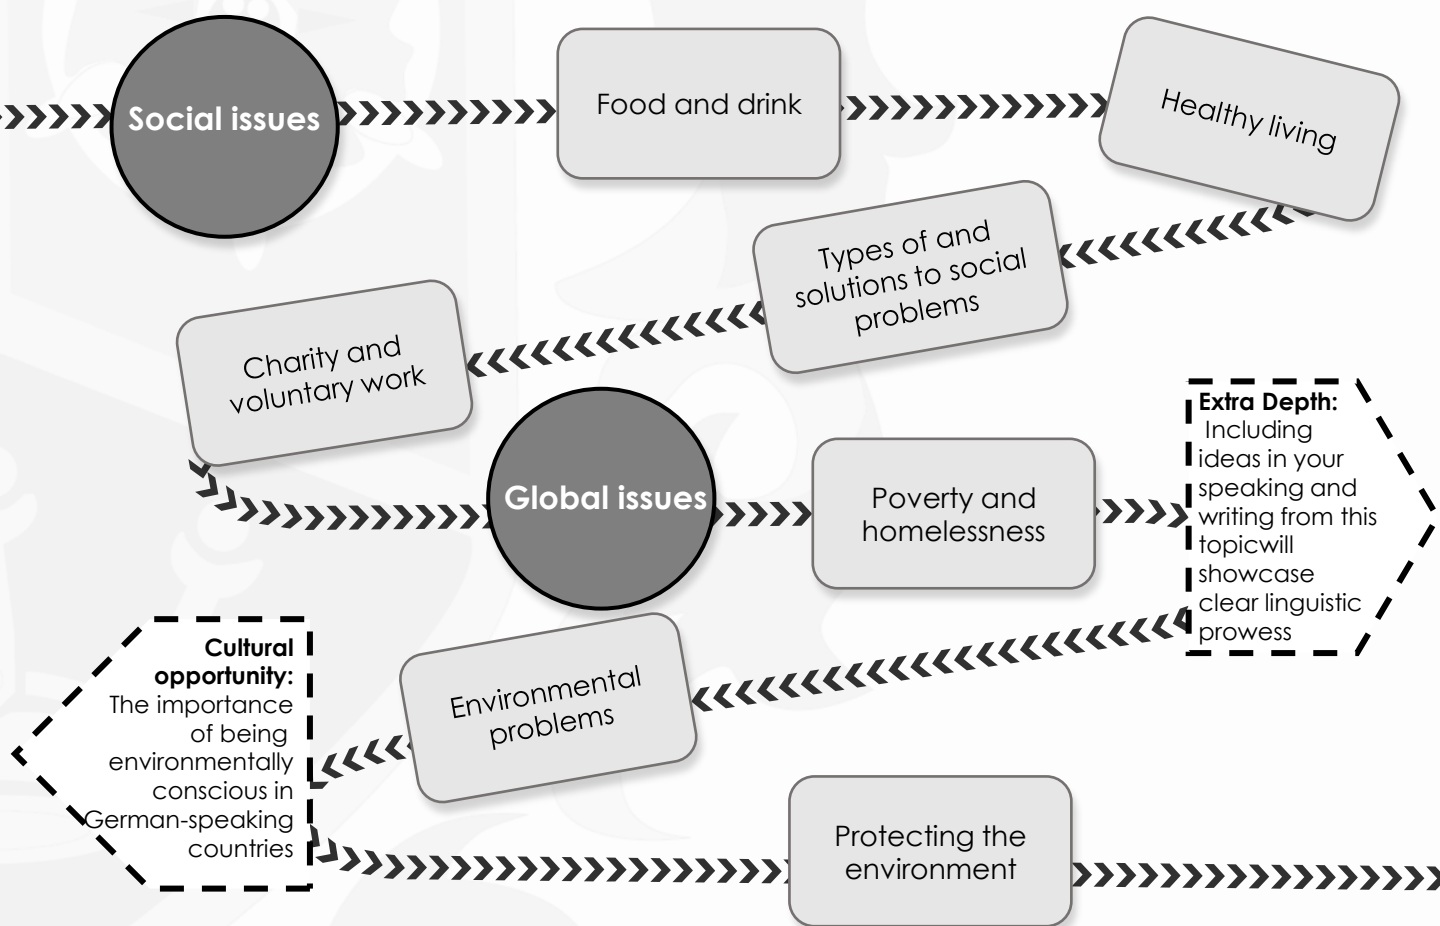 Social issues
Food and drink
Healthy living
Types of and
solutions to social
problems
Charity and
voluntary work
Global issues
Poverty and
homelessness
Extra Depth:
Including
ideas in your
speaking and
writing from this
topicwill
showcase
clear linguistic
prowess
Environmental
problems
Cultural
opportunity:
The importance
of being
environmentally
conscious in
German-speaking
countries
Protecting the
environment